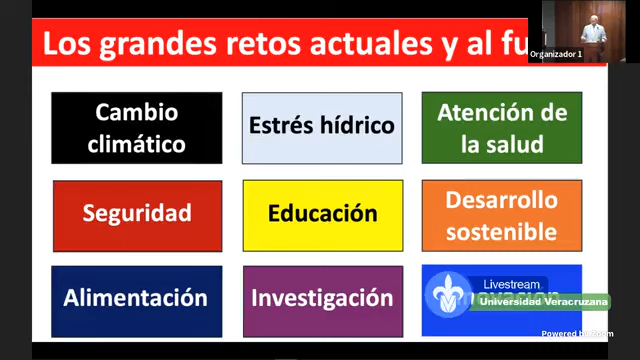 Los grandes retos actuales y al fu
Organizador 1
Cambio
climático
Estrés hídrico
Atención de
la salud
Seguridad
Educación
Desarrollo
sostenible
Alimentación
Investigación
Livestream
Universidad Veracruzana
Powered by Zoom